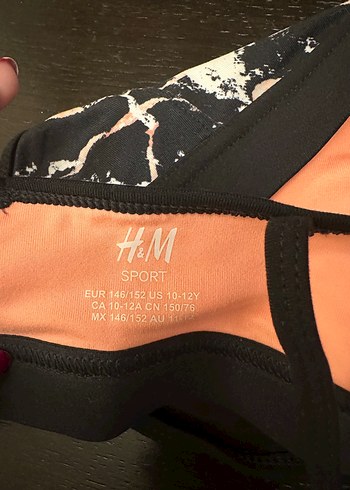 H&M
SPORT
EUR 146/152 US 10-12Y
CA 10-12A CN 150/76
MX 146/152 AU